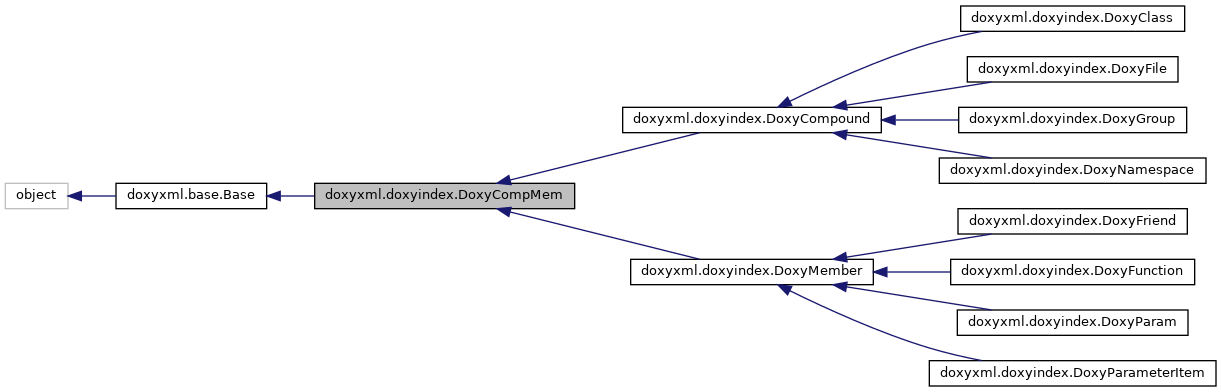 doxyxml.doxyindex.DoxyClass
doxyxml.doxyindex.DoxyFile
doxyxml.doxyindex.DoxyCompound
doxyxml.doxyindex.DoxyGroup
doxyxml.doxyindex.DoxyNamespace
object
doxyxml.base.Base
doxyxml.doxyindex.DoxyCompMem
doxyxml.doxyindex.DoxyFriend
doxyxml.doxyindex.DoxyMember
doxyxml.doxyindex.DoxyFunction
doxyxml.doxyindex.DoxyParam
doxyxml.doxyindex.DoxyParameterItem